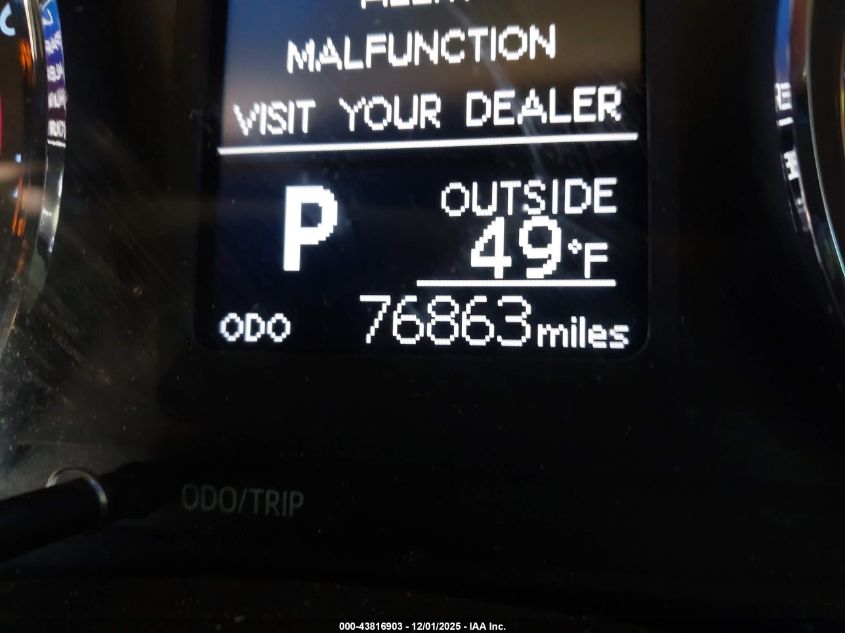 MALFUNCTION
VISIT YOUR DEALER
P
OUTSIDE
49°F
ODO 76863 miles
ODO/TRIP
000-43816903 - 12/01/2025 - IAA Inc.